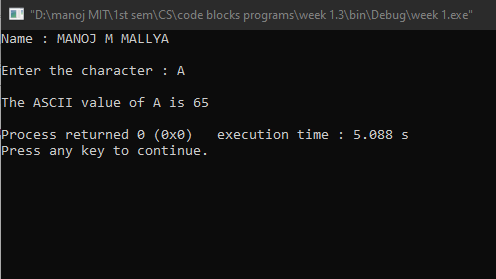 "D:\manoj MIT\1st sem\CS\code blocks programs\week 1.3\bin\Debug\week 1.exe"
Name : MANOJ M MALLYA
Enter the character : A
The ASCII value of A is 65
Process returned 0 (0x0)   execution time : 5.088 s
Press any key to continue.